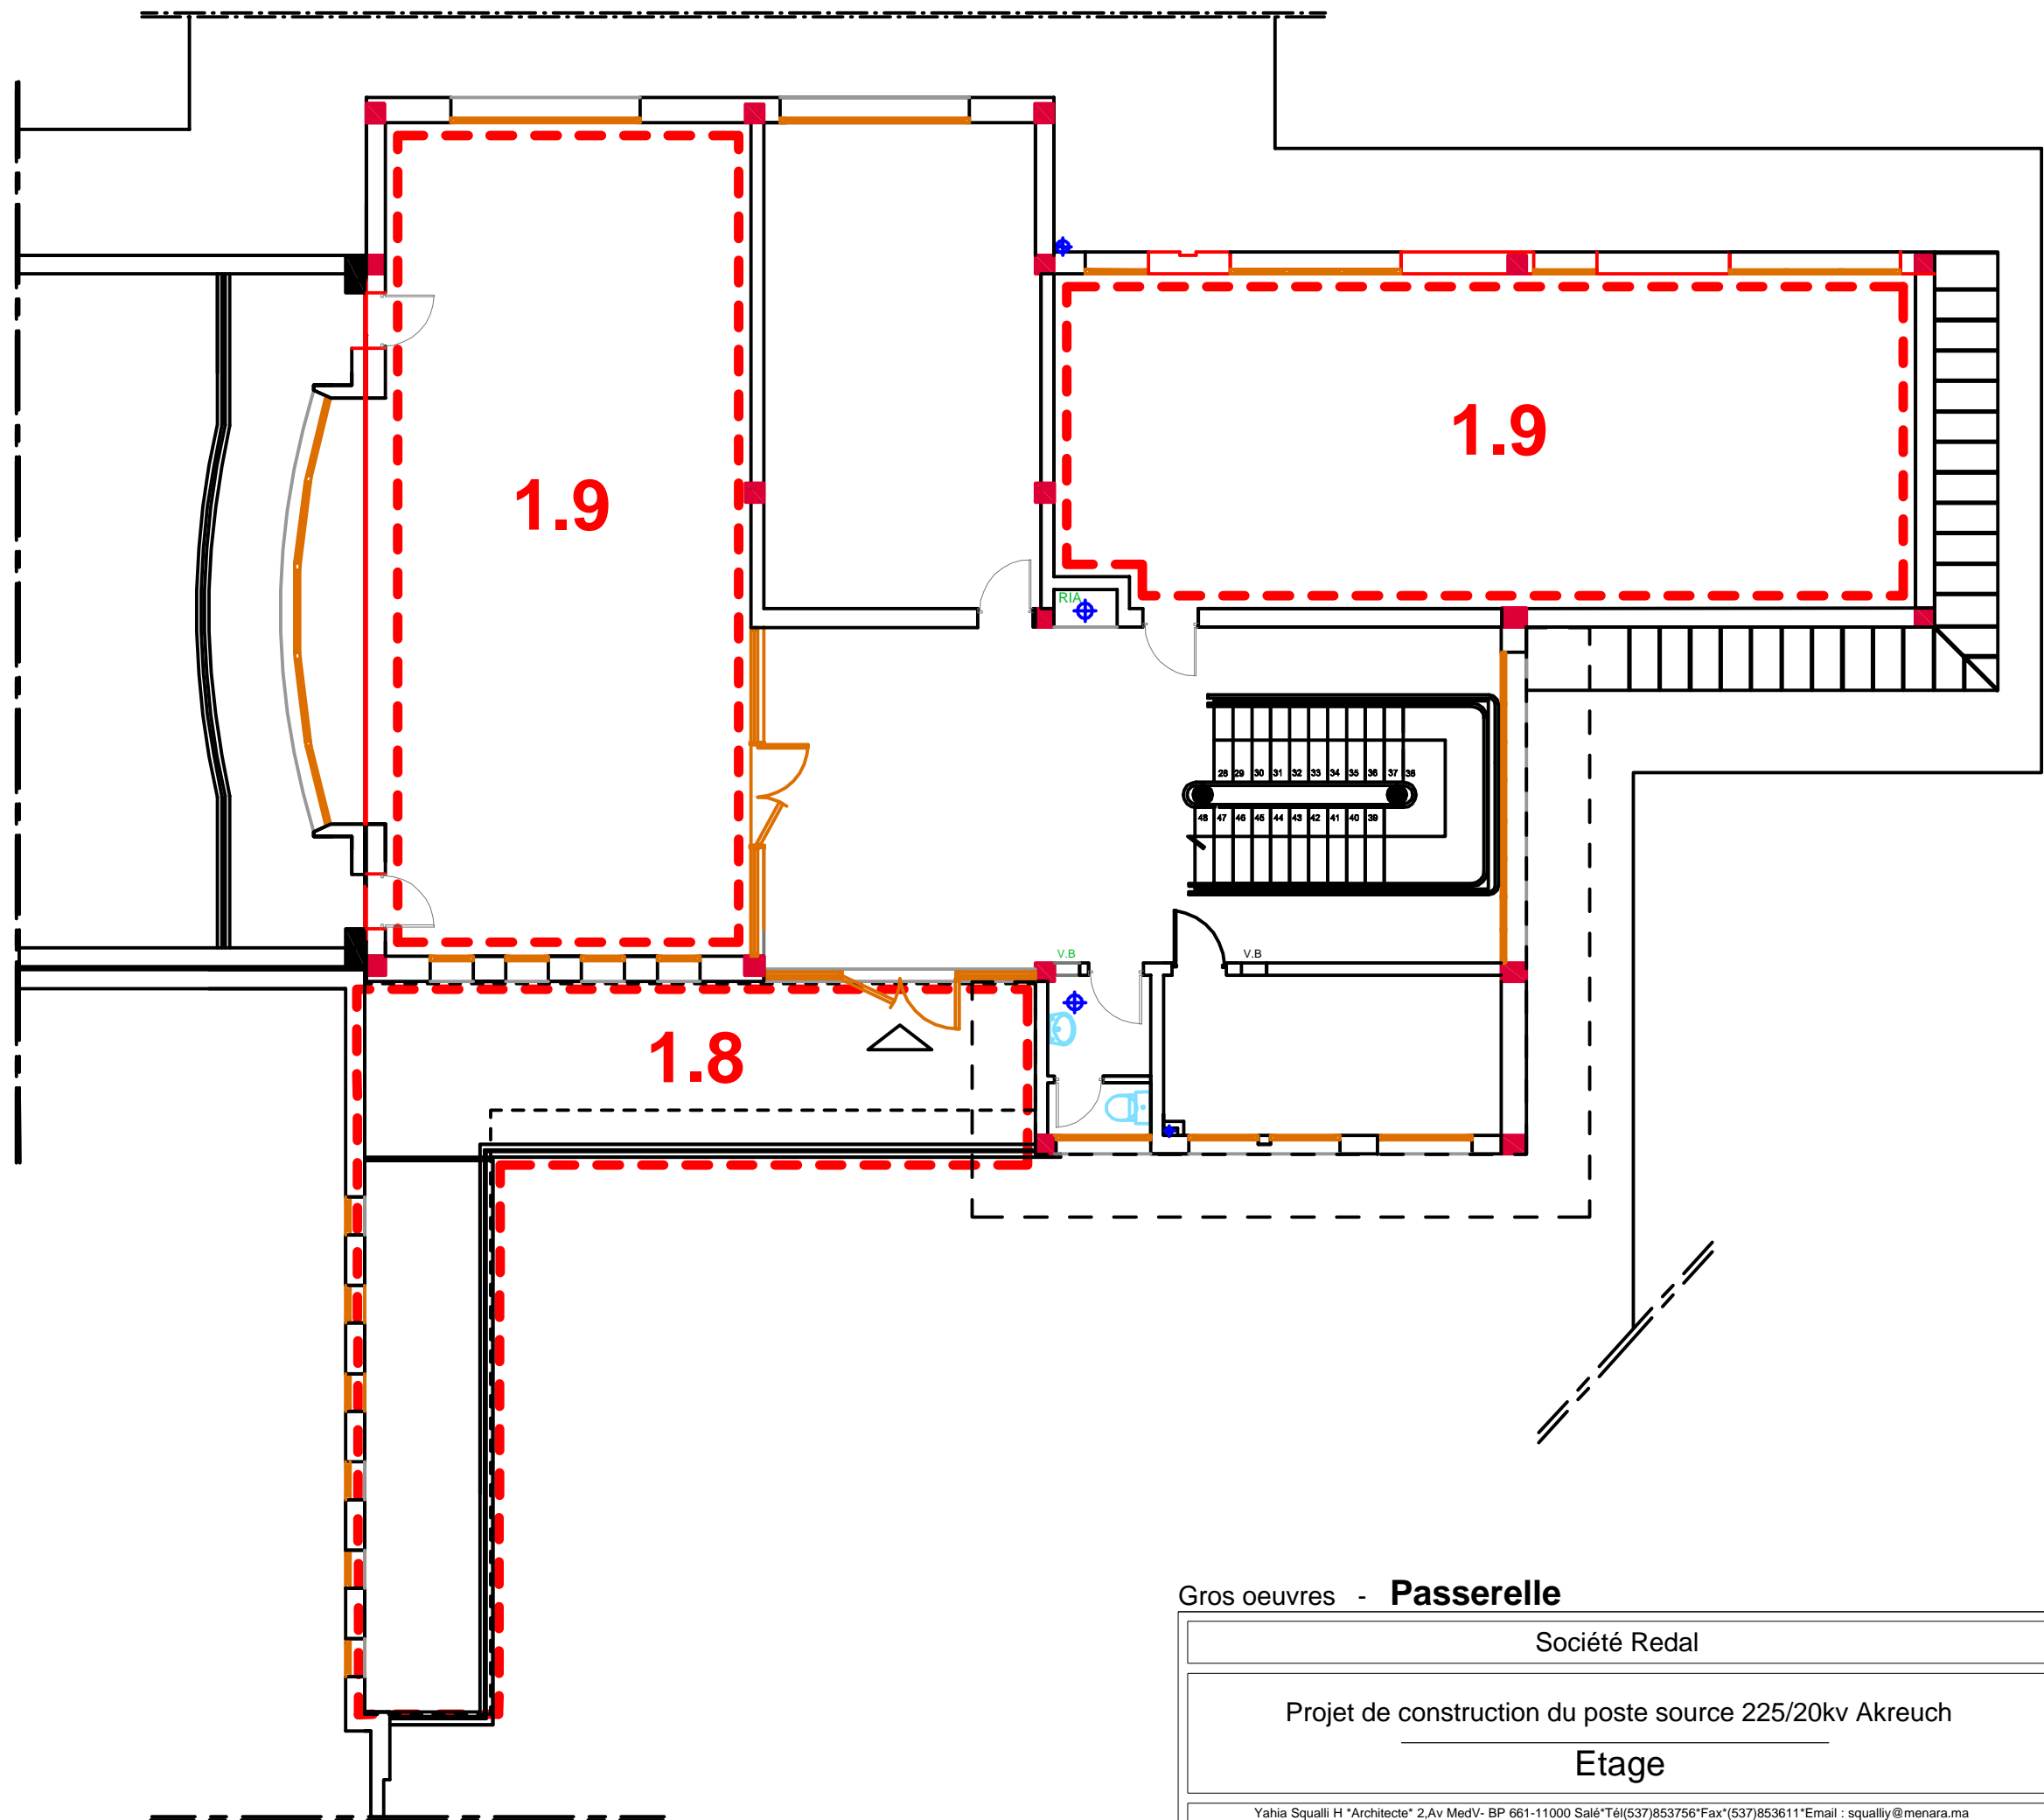 1.9
1.9
RIA
28 29 30 31 32 33 34 35 36 37 38
48 47 46 45 44 43 42 41 40 39
V.B
V.B
1.8
Gros oeuvres - Passerelle
Société Redal
Projet de construction du poste source 225/20kv Akreuch
Etage
Yahia Squalli H *Architecte* 2,Av MedV- BP 661-11000 Salé*Tél(537)853756*Fax*(537)853611*Email : squalliy@menara.ma